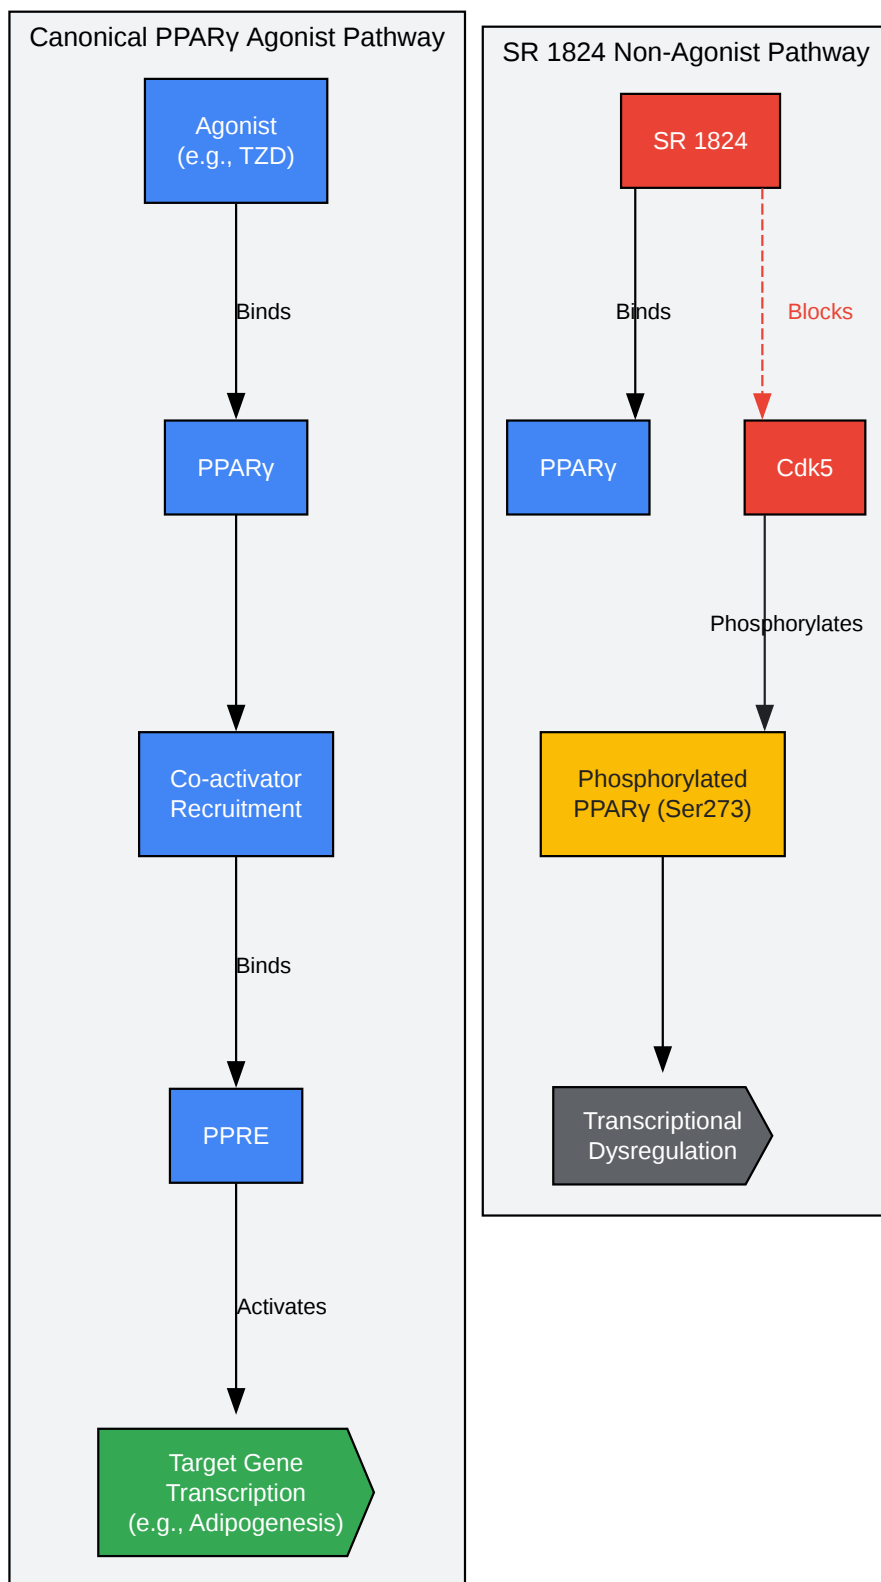 Canonical PPARγ Agonist Pathway
Agonist
(e.g., TZD)
Binds
PPARγ
Co-activator
Recruitment
Binds
PPRE
Activates
Target Gene
Transcription
(e.g., Adipogenesis)
SR 1824 Non-Agonist Pathway
SR 1824
Binds
Blocks
PPARγ
Cdk5
Phosphorylates
Phosphorylated
PPARγ (Ser273)
Transcriptional
Dysregulation